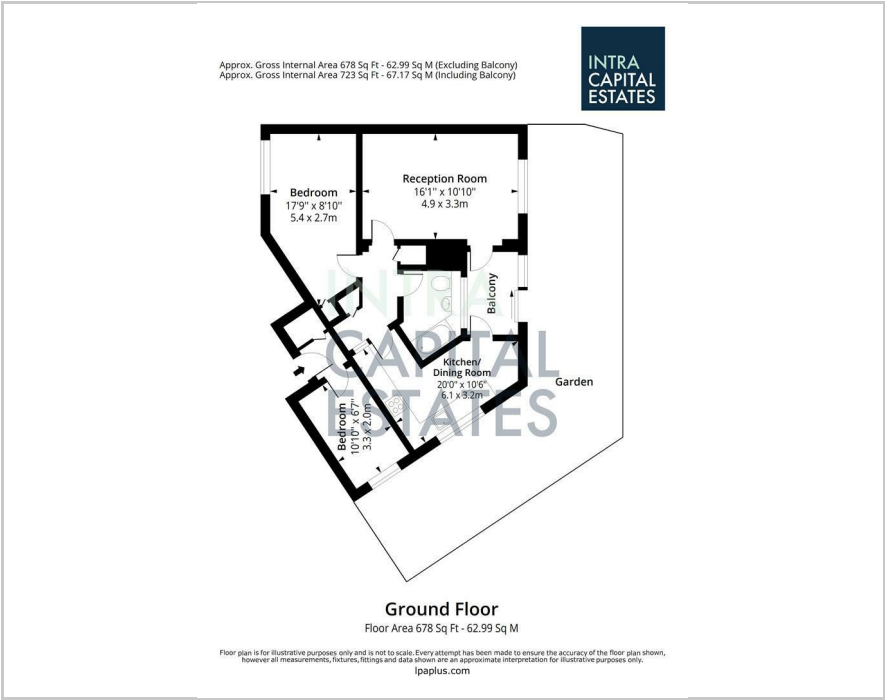 Approx. Gross Internal Area 678 Sq Ft - 62.99 Sq M (Excluding Balcony)
Approx. Gross Internal Area 723 Sq Ft - 67.17 Sq M (Including Balcony)
INTRA
CAPITAL
ESTATES
Reception Room
16'1" x 10'10"
4.9 x 3.3m
Bedroom
17'9" x 8'10"
5.4 x 2.7m
Balcony
INTRA
CAPITAL
ESTATES
Kitchen/
Dining Room
20'0" x 10'6"
6.1 x 3.2m
Garden
Bedroom
10'10" x 6'7"
3.3 x 2.0m
Ground Floor
Floor Area 678 Sq Ft - 62.99 Sq M
Floor plan is for illustrative purposes only and is not to scale. Every attempt has been made to ensure the accuracy of the floor plan shown,
however all measurements, fixtures, fittings and data shown are an approximate interpretation for illustrative purposes only.
lpaplus.com